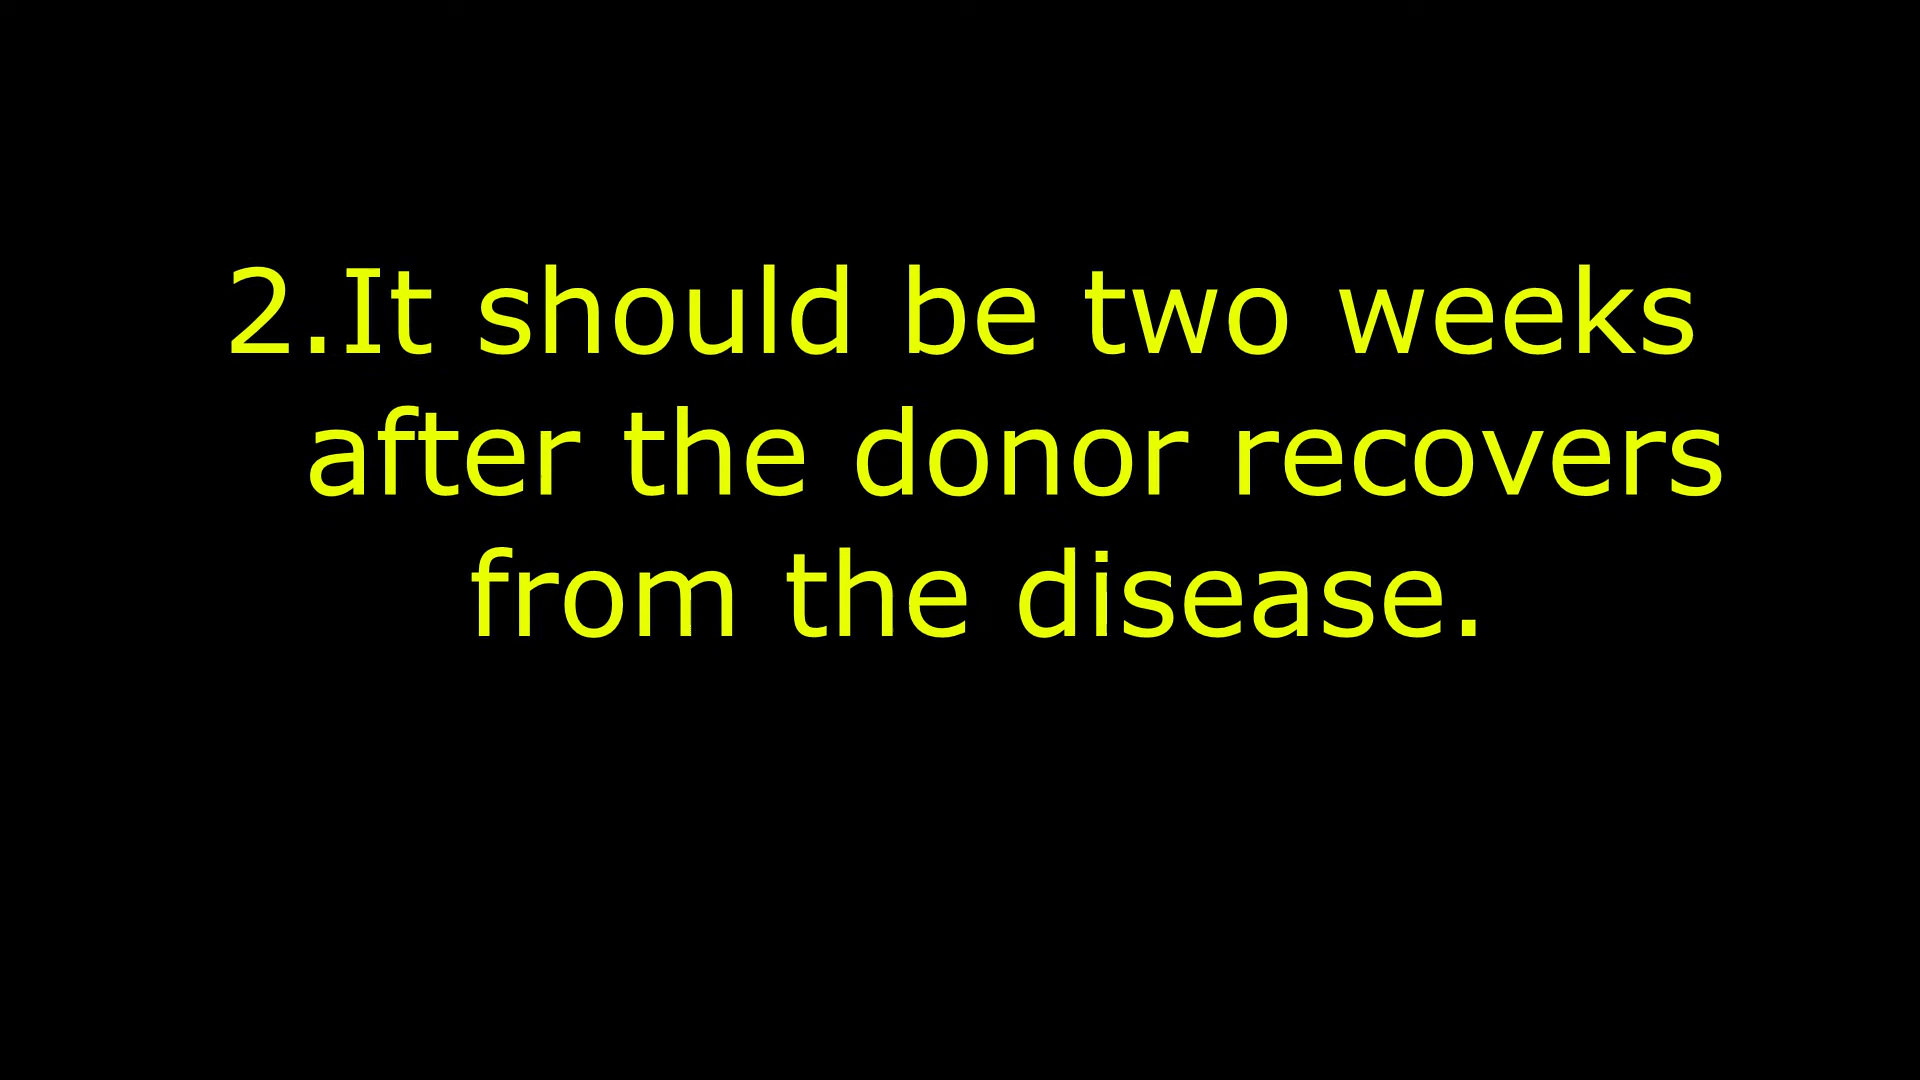 2.It should be two weeks
after the donor recovers
from the disease.